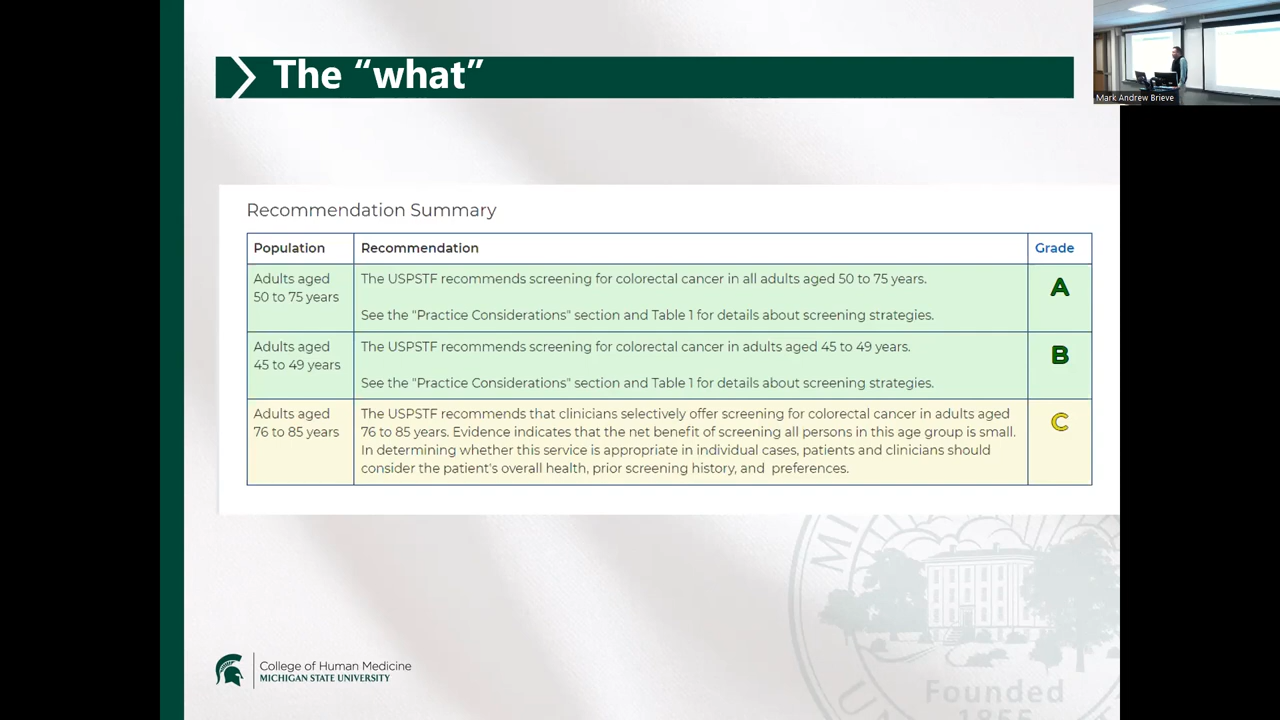 The “what”
Mark Andrew Brieve
Recommendation Summary
Population Recommendation Grade
Adults aged
50 to 75 years
The USPSTF recommends screening for colorectal cancer in all adults aged 50 to 75 years.
See the "Practice Considerations" section and Table 1 for details about screening strategies.
A
Adults aged
45 to 49 years
The USPSTF recommends screening for colorectal cancer in adults aged 45 to 49 years.
See the "Practice Considerations" section and Table 1 for details about screening strategies.
B
Adults aged
76 to 85 years
The USPSTF recommends that clinicians selectively offer screening for colorectal cancer in adults aged
76 to 85 years. Evidence indicates that the net benefit of screening all persons in this age group is small.
In determining whether this service is appropriate in individual cases, patients and clinicians should
consider the patient's overall health, prior screening history, and preferences.
C
College of Human Medicine
MICHIGAN STATE UNIVERSITY
Founded
1855